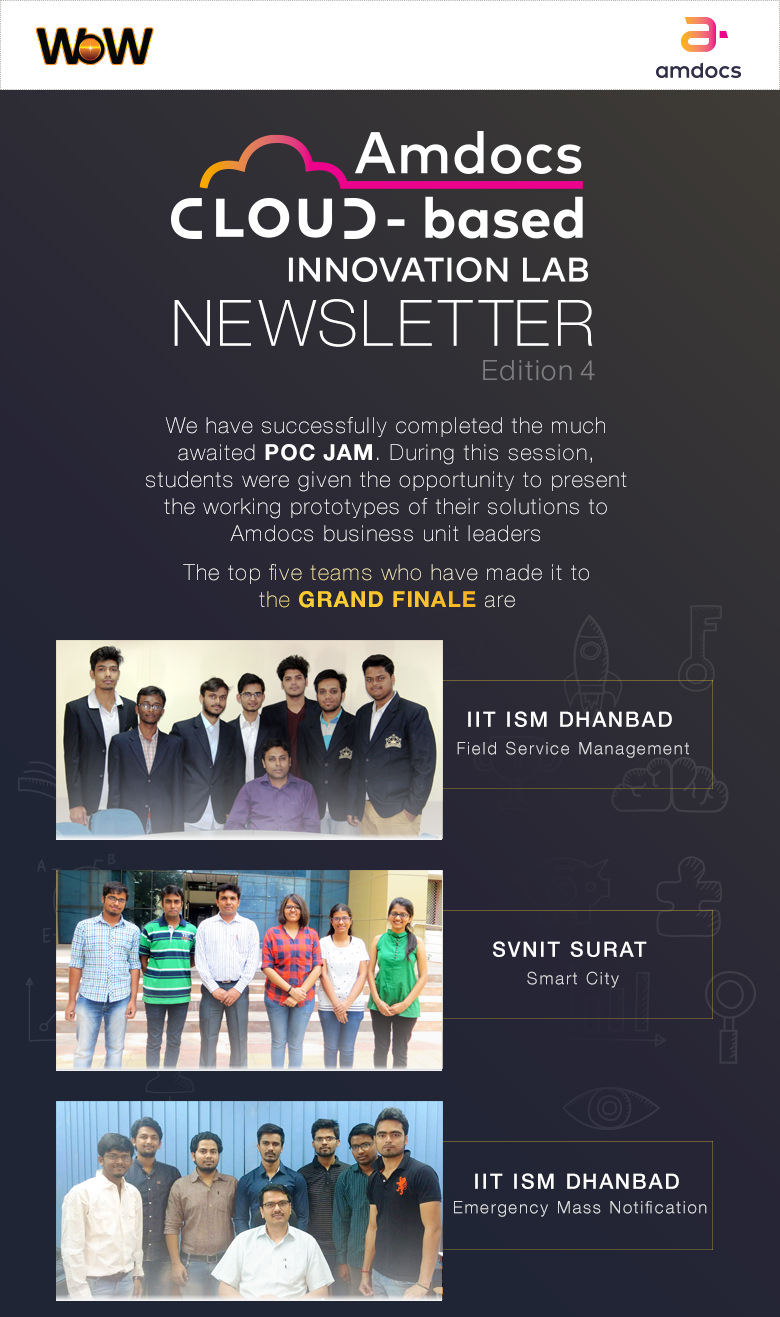 WOW
amdocs
Amdocs
CLOUD - based
INNOVATION LAB
NEWSLETTER
Edition 4
We have successfully completed the much
awaited POC JAM. During this session,
students were given the opportunity to present
the working prototypes of their solutions to
Amdocs business unit leaders
The top five teams who have made it to
the GRAND FINALE are
IIT ISM DHANBAD
Field Service Management
A
B
E
SVNIT SURAT
Smart City
IIT ISM DHANBAD
Emergency Mass Notification